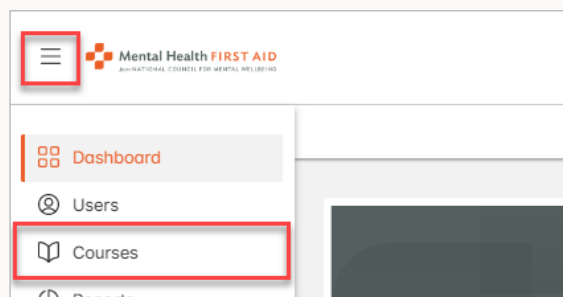 Mental Health FIRST AID
from NATIONAL COUNCIL FOR MENTAL WELLBEING
Dashboard
Users
Courses